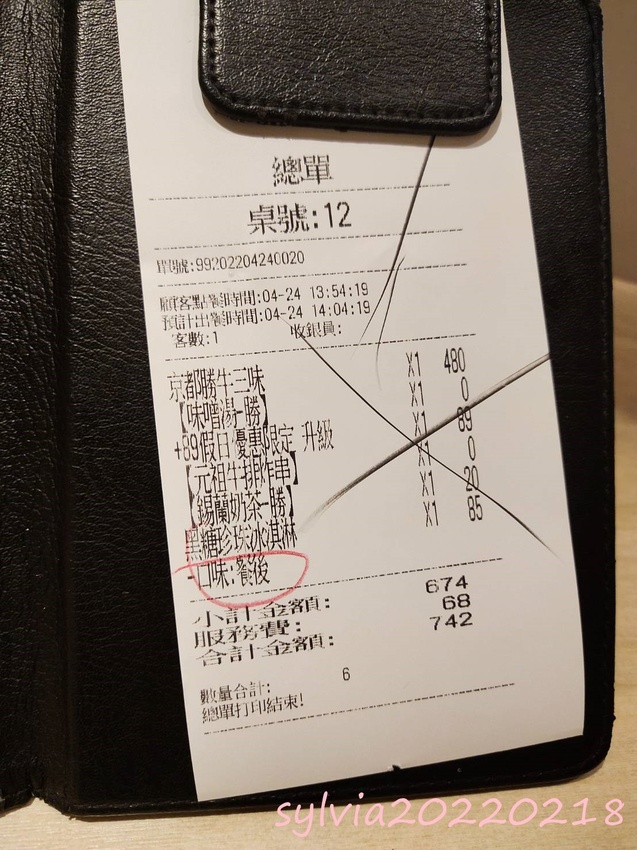 總單
桌號:12
單號:99202204240020
顧客點餐時間:04-24 13:54:19
預計出餐時間:04-24 14:04:19
客數:1 收銀員:
京都勝牛三味 X1 480
【味噌湯-勝】 X1 0
+99假日優惠限定 升級 X1 89
【元祖牛排炸串】 X1 0
【錫蘭奶茶-勝】 X1 20
黑糖珍珠冰淇淋 X1 85
-口味:餐後
小計金額: 674
服務費: 68
合計金額: 742
數量合計: 6
總單打印結束!
sylvia20220218